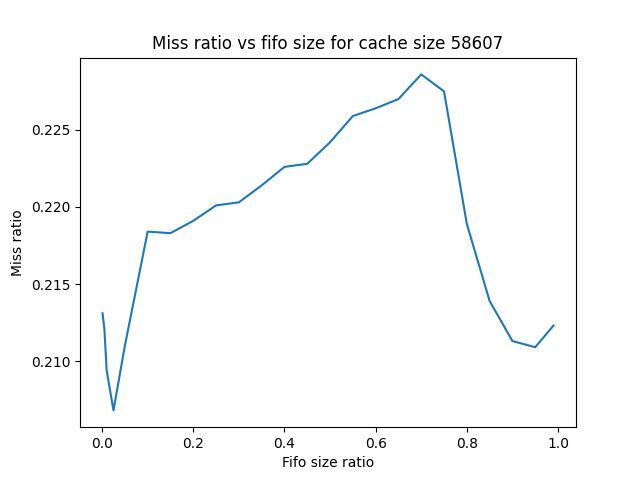 Miss ratio vs fifo size for cache size 58607
Miss ratio
0.225
0.220
0.215
0.210
0.0 0.2 0.4 0.6 0.8 1.0
Fifo size ratio